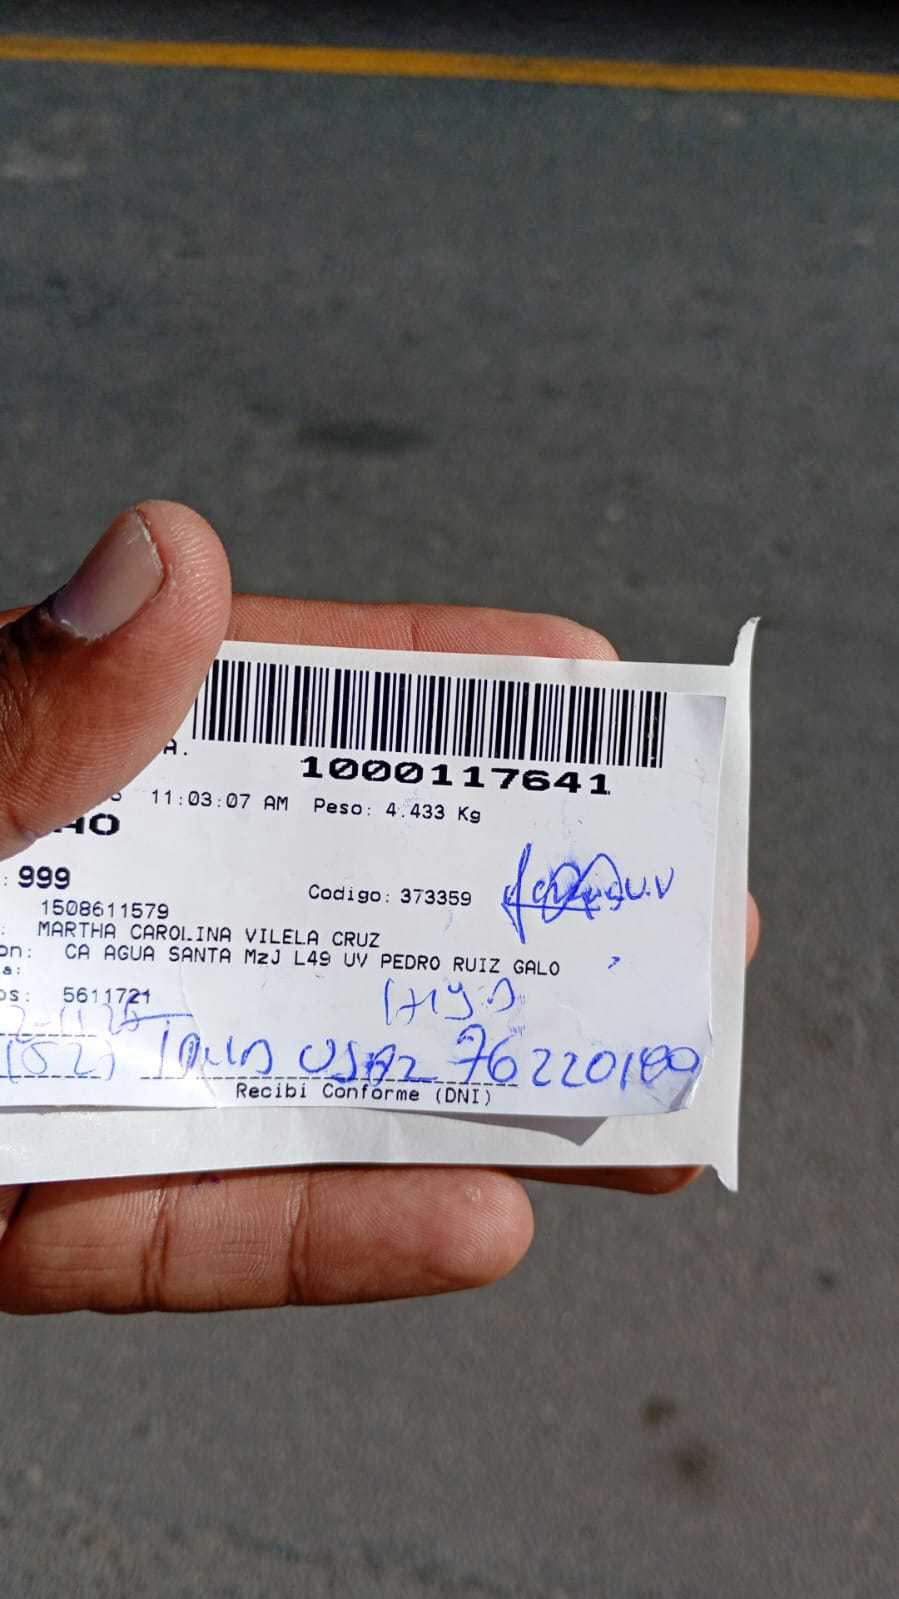 A.
1000117641
11:03:07 AM Peso: 4.433 Kg
HO
: 999
Codigo: 373359
1508611579
: MARTHA CAROLINA VILELA CRUZ
on: CA AGUA SANTA MzJ L49 UV PEDRO RUIZ GALO
a:
os: 5611721
76220180
Recibi Conforme (DNI)